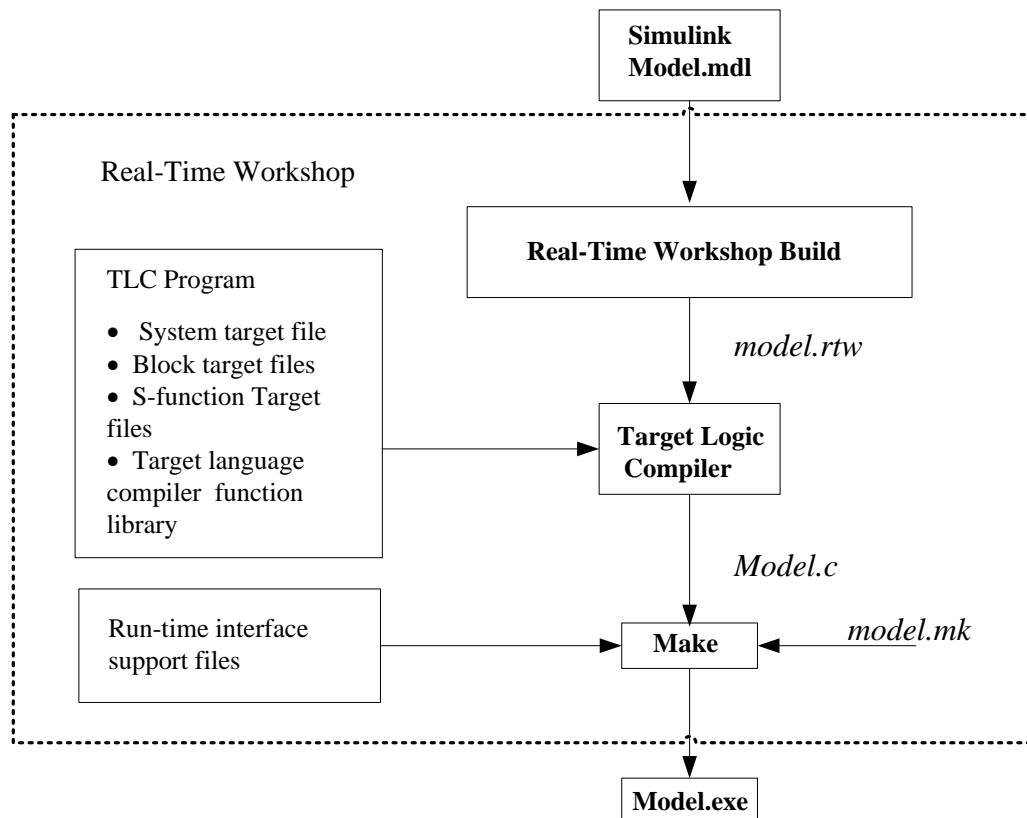 Simulink
Model.mdl
Real-Time Workshop
Real-Time Workshop Build
TLC Program
• System target file
• Block target files
• S-function Target
files
• Target language
compiler function
library
model.rtw
Target Logic
Compiler
Model.c
Run-time interface
support files
Make
model.mk
Model.exe